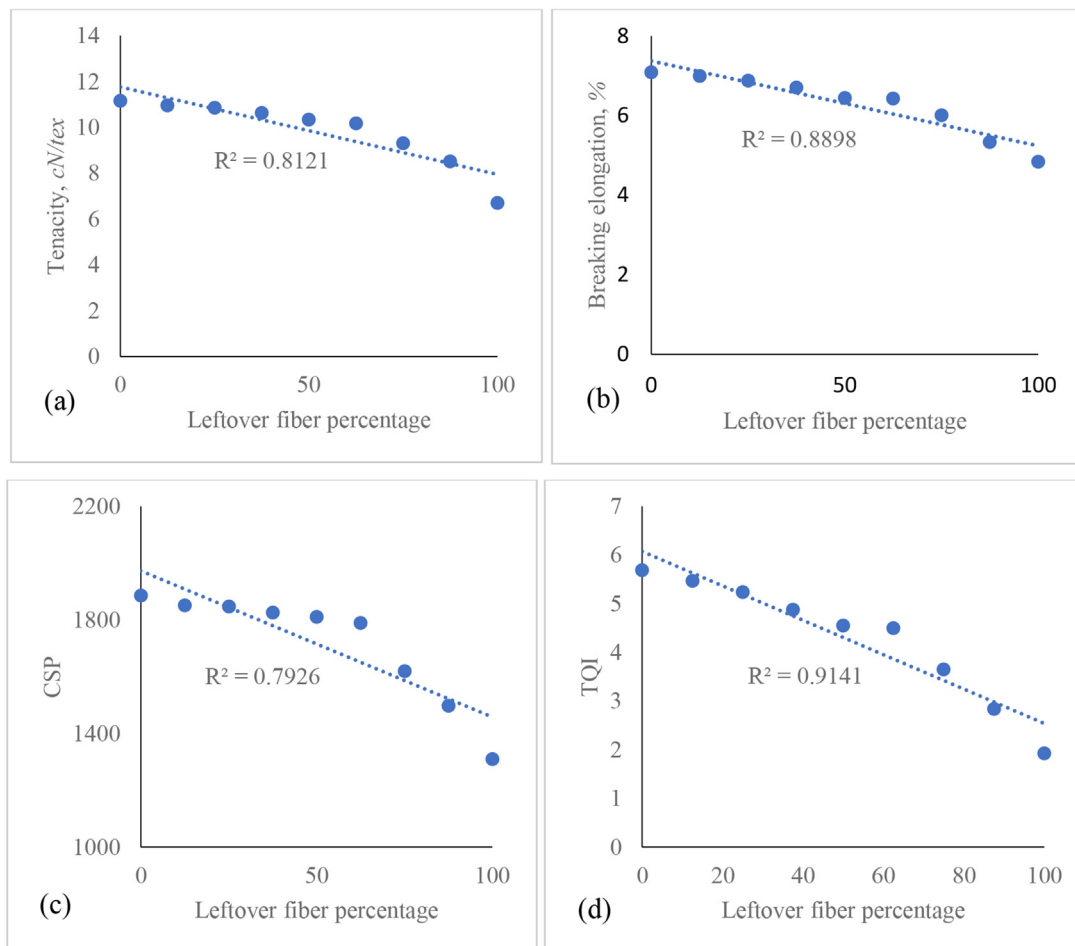 14
12
10
8
6
4
2
0
Tenacity, cN/tex
R² = 0.8121
0 50 100
(a)
Leftover fiber percentage
8
6
4
2
0
Breaking elongation, %
R² = 0.8898
0 50 100
(b)
Leftover fiber percentage
2200
1800
1400
1000
CSP
R² = 0.7926
0 50 100
(c)
Leftover fiber percentage
7
6
5
4
3
2
1
0
TQI
R² = 0.9141
0 20 40 60 80 100
(d)
Leftover fiber percentage